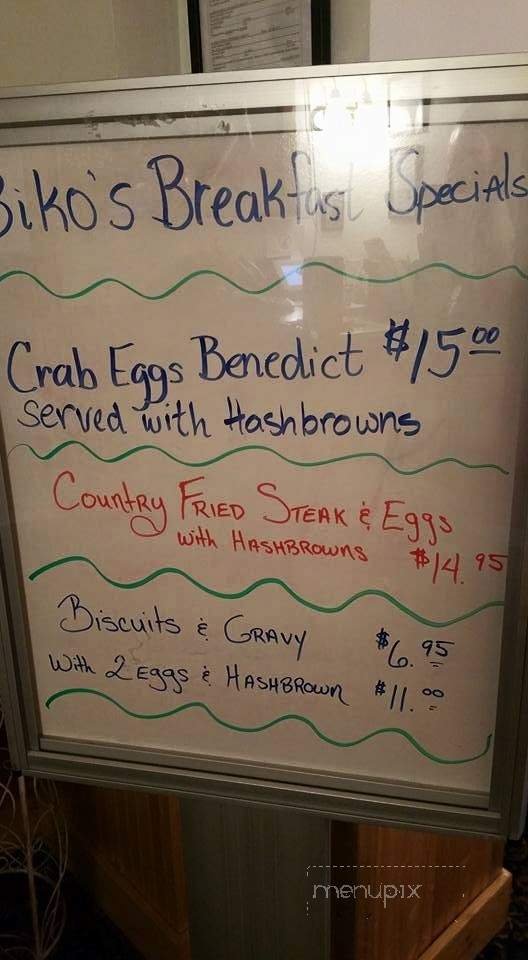 Biko's Breakfast Specials
Crab Eggs Benedict $15.00
Served with Hashbrowns
Country Fried Steak & Eggs
with Hashbrowns $14.95
Biscuits & Gravy $6.95
With 2 Eggs & Hashbrown $11.00
menupix